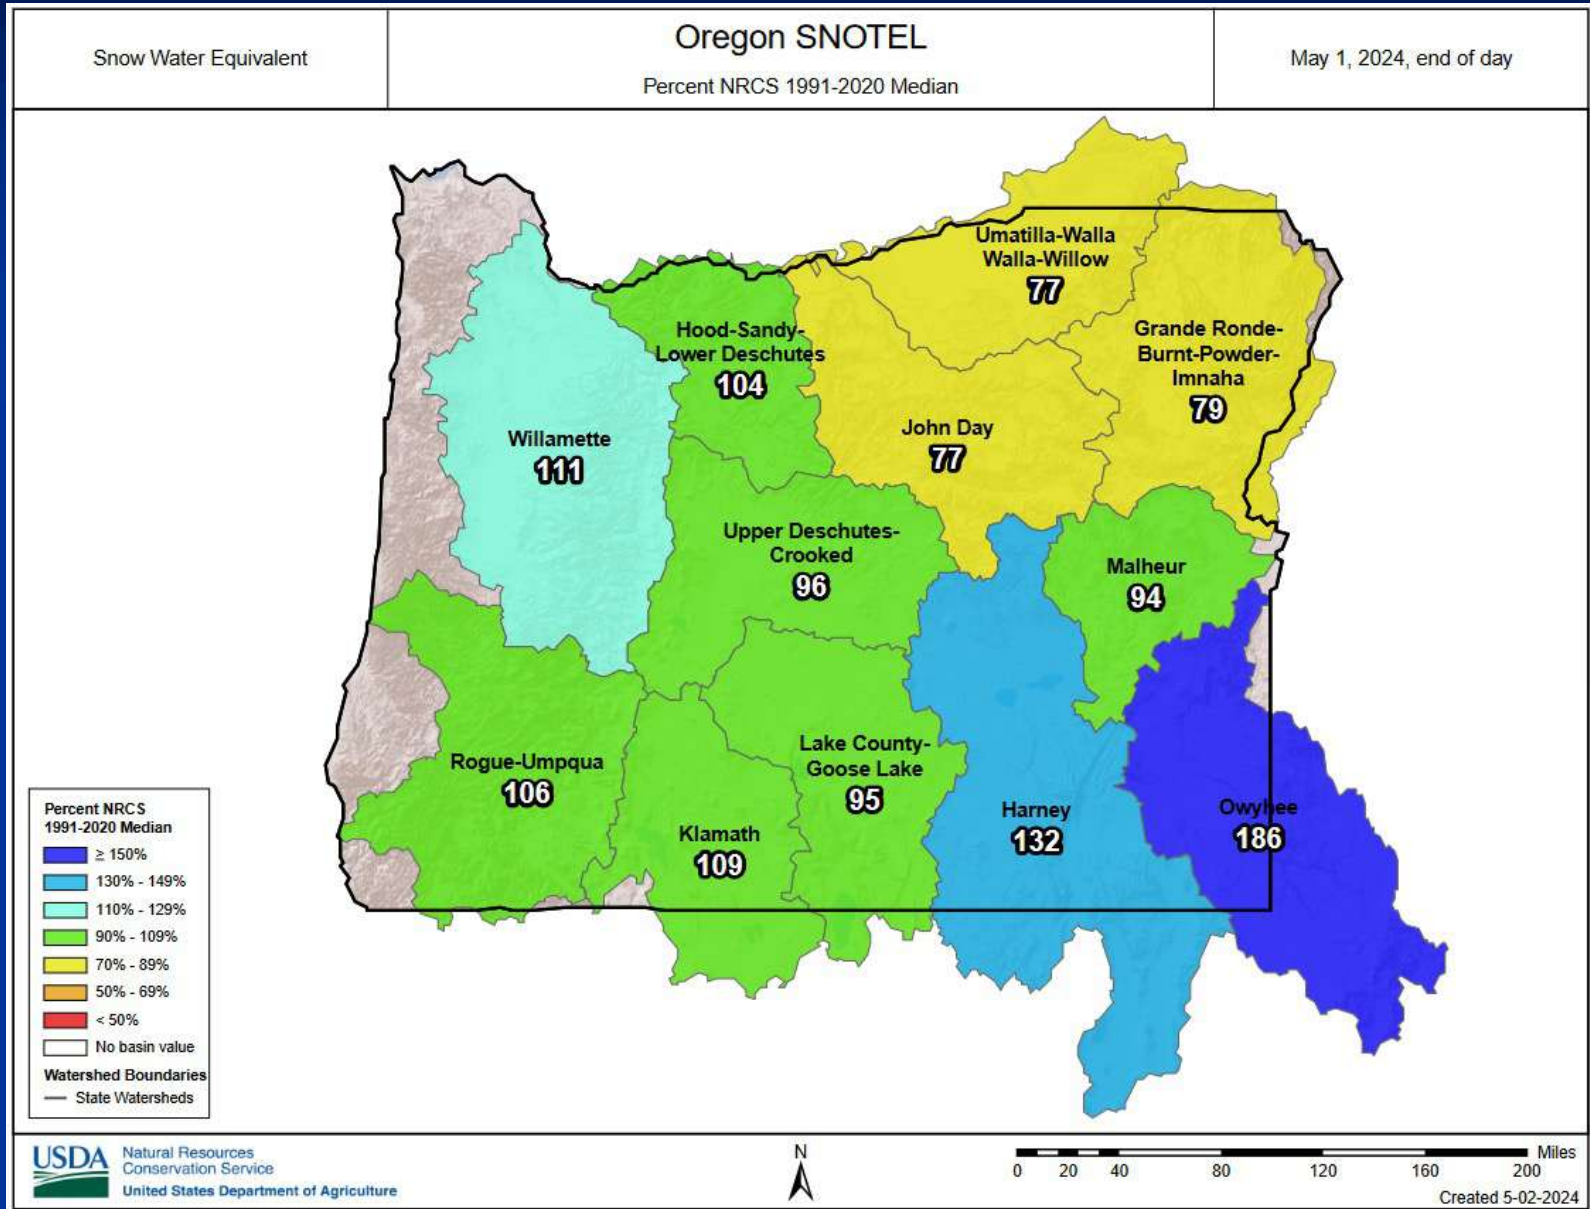 Snow Water Equivalent
Oregon SNOTEL
Percent NRCS 1991-2020 Median
May 1, 2024, end of day
Umatilla-Walla
Walla-Willow
77
Grande Ronde-
Burnt-Powder-
Imnaha
79
Hood-Sandy-
Lower Deschutes
104
John Day
77
Willamette
111
Upper Deschutes-
Crooked
96
Malheur
94
Rogue-Umpqua
106
Lake County-
Goose Lake
95
Klamath
109
Harney
132
Owyhee
186
Percent NRCS
1991-2020 Median
≥ 150%
130% - 149%
110% - 129%
90% - 109%
70% - 89%
50% - 69%
< 50%
No basin value
Watershed Boundaries
State Watersheds
USDA
Natural Resources
Conservation Service
United States Department of Agriculture
N
0 20 40 80 120 160 200 Miles
Created 5-02-2024